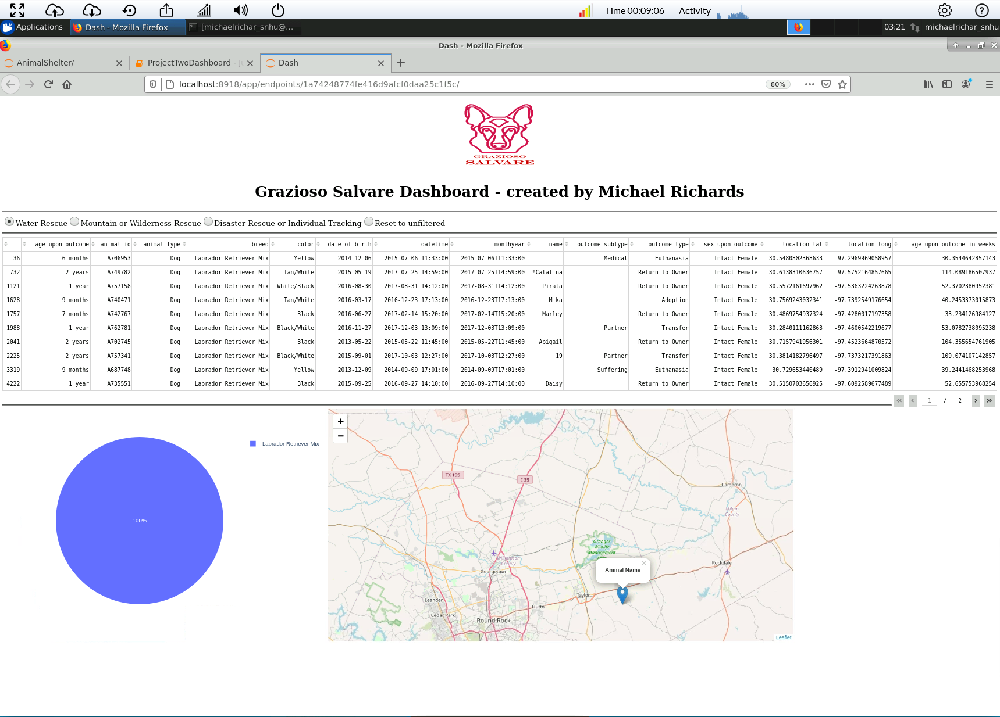 Time 00:09:06 Activity
Applications Dash - Mozilla Firefox [michaelrichar_snhu@... 03:21 michaelrichar_snhu
Dash - Mozilla Firefox
AnimalShelter/ ProjectTwoDashboard - Dash
localhost:8918/app/endpoints/1a74248774fe416d9afcf0daa25c1f5c/ 80%
GRAZIOSO
SALVARE
Grazioso Salvare Dashboard - created by Michael Richards
Water Rescue Mountain or Wilderness Rescue Disaster Rescue or Individual Tracking Reset to unfiltered
age_upon_outcome animal_id animal_type breed color date_of_birth datetime monthyear name outcome_subtype outcome_type sex_upon_outcome location_lat location_long age_upon_outcome_in_weeks
36 6 months A706953 Dog Labrador Retriever Mix Yellow 2014-12-06 2015-07-06 11:33:00 2015-07-06T11:33:00 Medical Euthanasia Intact Female 30.5480802368633 -97.2969969058957 30.3544642857143
732 2 years A749782 Dog Labrador Retriever Mix Tan/White 2015-05-19 2017-07-25 14:59:00 2017-07-25T14:59:00 *Catalina Return to Owner Intact Female 30.6138310636757 -97.5752164857665 114.089186507937
1121 1 year A757158 Dog Labrador Retriever Mix White/Black 2016-08-30 2017-08-31 14:12:00 2017-08-31T14:12:00 Pirata Return to Owner Intact Female 30.5572161697962 -97.5363224263878 52.3702380952381
1628 9 months A740471 Dog Labrador Retriever Mix Tan/White 2016-03-17 2016-12-23 17:13:00 2016-12-23T17:13:00 Mika Adoption Intact Female 30.7569243032341 -97.7392549176654 40.2453373015873
1757 7 months A742767 Dog Labrador Retriever Mix Black 2016-06-27 2017-02-14 15:20:00 2017-02-14T15:20:00 Marley Return to Owner Intact Female 30.4869754937324 -97.4280017197358 33.234126984127
1988 1 year A762781 Dog Labrador Retriever Mix Black/White 2016-11-27 2017-12-03 13:09:00 2017-12-03T13:09:00 Partner Transfer Intact Female 30.2840111162863 -97.4600542219677 53.0782738095238
2041 2 years A702745 Dog Labrador Retriever Mix Black 2013-05-22 2015-05-22 11:45:00 2015-05-22T11:45:00 Abigail Return to Owner Intact Female 30.7157941956301 -97.4523664870572 104.355654761905
2225 2 years A757341 Dog Labrador Retriever Mix Black/White 2015-09-01 2017-10-03 12:27:00 2017-10-03T12:27:00 19 Partner Transfer Intact Female 30.3814182796497 -97.7373217391863 109.074107142857
3319 9 months A687748 Dog Labrador Retriever Mix Yellow 2013-12-09 2014-09-09 17:01:00 2014-09-09T17:01:00 Suffering Euthanasia Intact Female 30.729653440489 -97.3912941009824 39.2441468253968
4222 1 year A735551 Dog Labrador Retriever Mix Black 2015-09-25 2016-09-27 14:10:00 2016-09-27T14:10:00 Daisy Return to Owner Intact Female 30.5150703656925 -97.6092589677489 52.655753968254
« ‹ 1 / 2 › »
Labrador Retriever Mix
100%
+
−
TX 195
I 35
Cameron
Milam
County
Granger
Wildlife
Management
Area
Animal Name ×
Williamson
County
Georgetown
Rockdale
Taylor
Leander
Hutto
Cedar Park
Round Rock
Leaflet